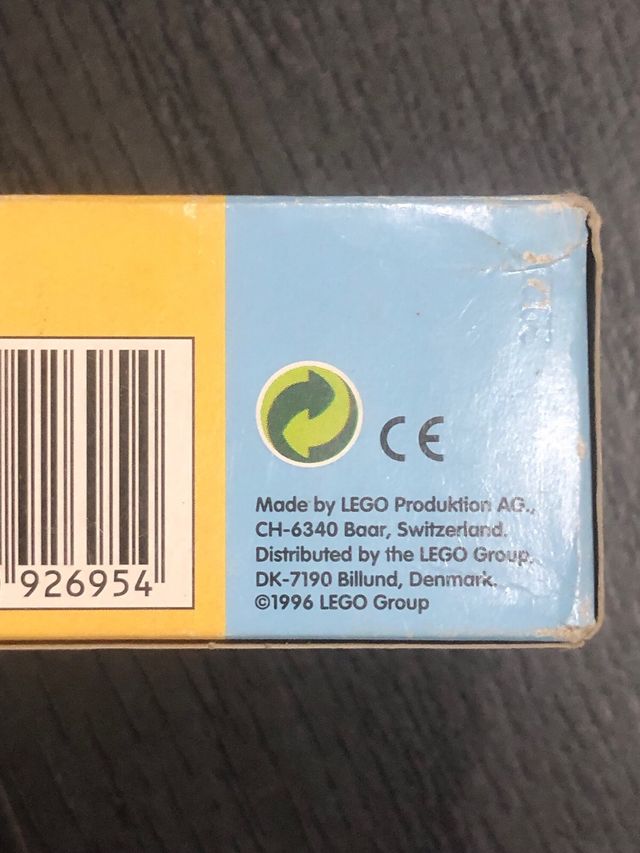 CE
Made by LEGO Produktion AG.,
CH-6340 Baar, Switzerland.
Distributed by the LEGO Group,
DK-7190 Billund, Denmark.
©1996 LEGO Group
926954